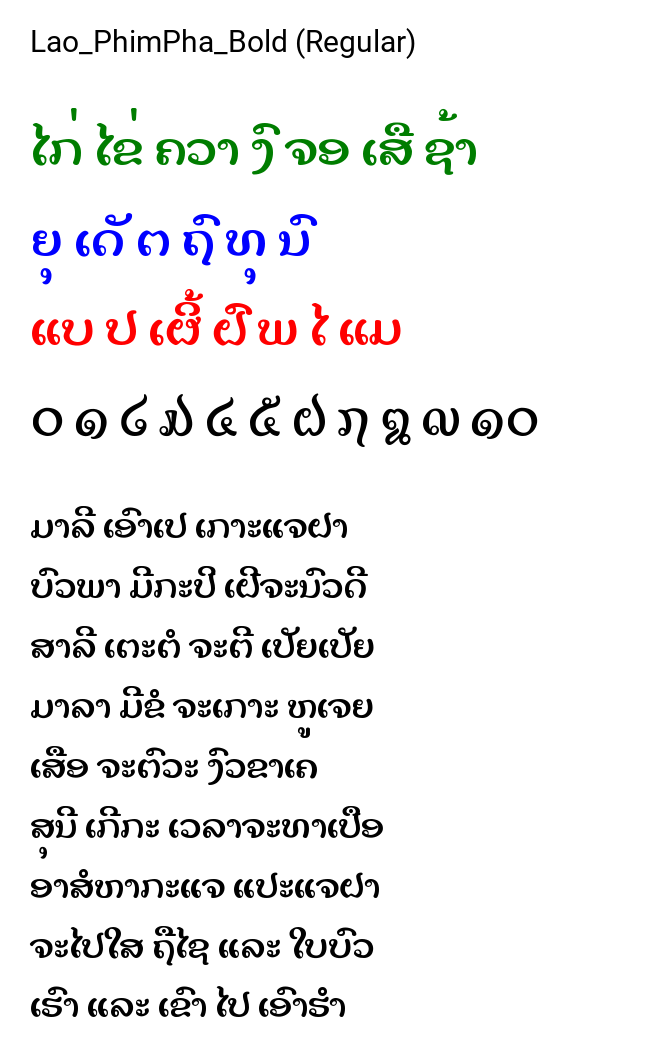 Lao_PhimPha_Bold (Regular)
ໄກ່ ໄຂ່ ຄວາ ງົ ຈອ ເສື ຊ້າ
ຍຸ ເດັ ຕ ຖົ ທຸ ນົ
ແບ ປ ເຜີ້ ຝົ ພ ໄ ແມ
໐ ໑ ໒ ໓ ໔ ໕ ໖ ໗ ໘ ໙ ໑໐
ມາລີ ເອົາເປ ເກາະແຈຝາ
ບົວພາ ມີກະປິ ເຝີຈະນົວດີ
ສາລີ ເຕະຕໍ ຈະຕີ ເປັຍເປັຍ
ມາລາ ມີຂໍ ຈະເກາະ ຫູເຈຍ
ເສືອ ຈະຕົວະ ງົວຂາເຄ
ສຸນີ ເກີກະ ເວລາຈະທາເປືອ
ອາສໍຫາກະແຈ ແປະແຈຝາ
ຈະໄປໃສ ຖືໄຊ ແລະ ໃບບົວ
ເຮົາ ແລະ ເຂົາ ໄປ ເອົາຮໍາ